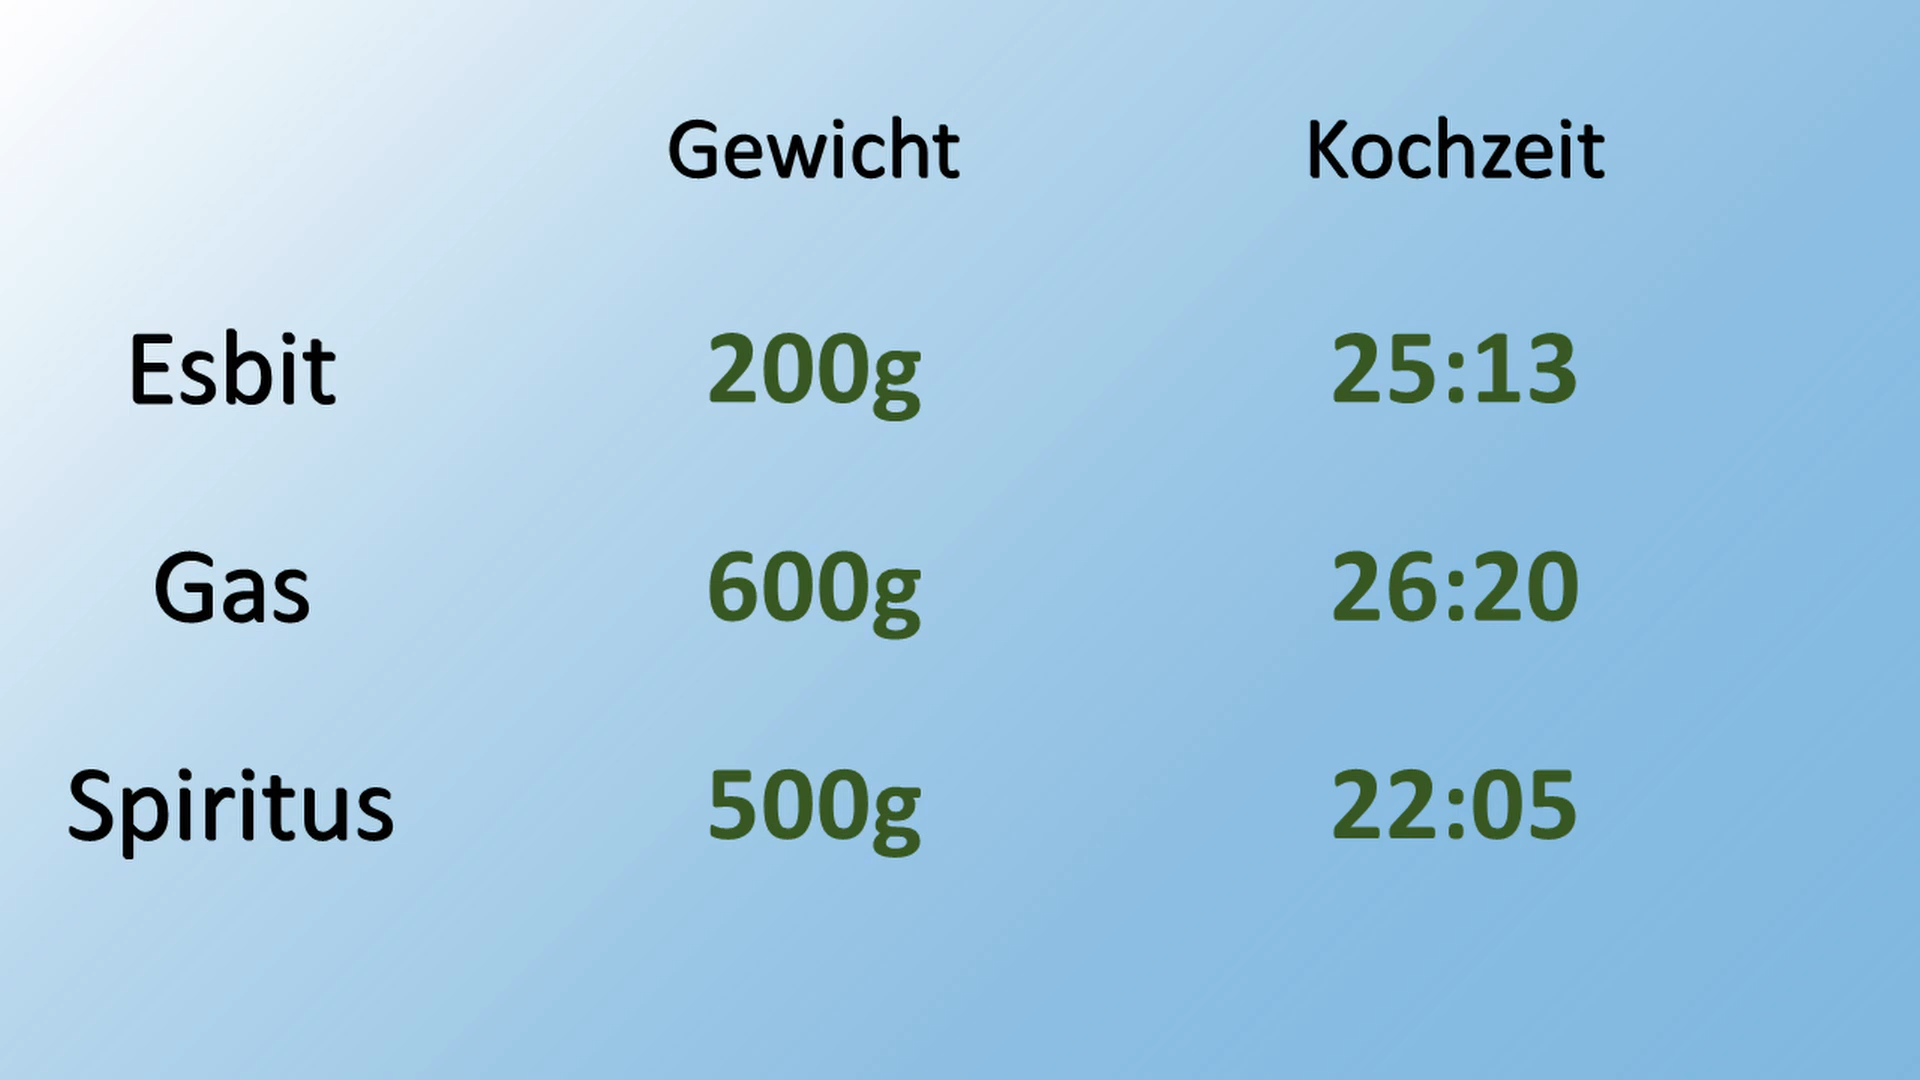 Gewicht Kochzeit
Esbit 200g 25:13
Gas 600g 26:20
Spiritus 500g 22:05